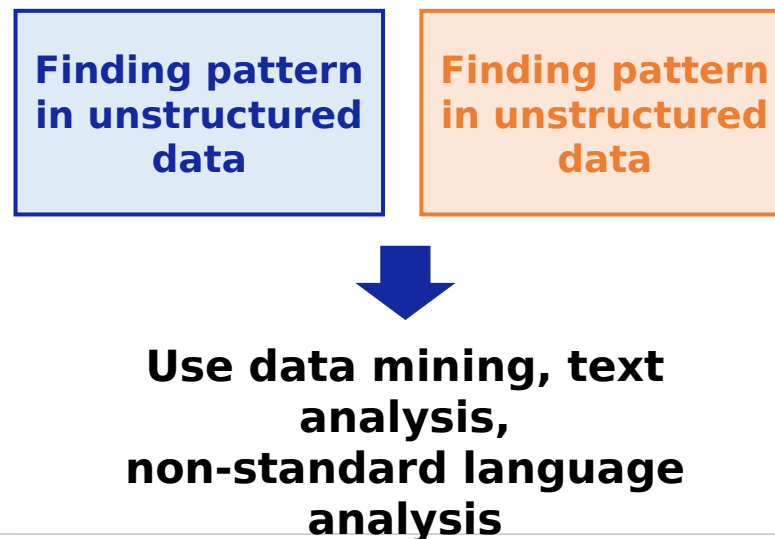 Finding pattern
in unstructured
data
Finding pattern
in unstructured
data
Use data mining, text
analysis,
non-standard language
analysis